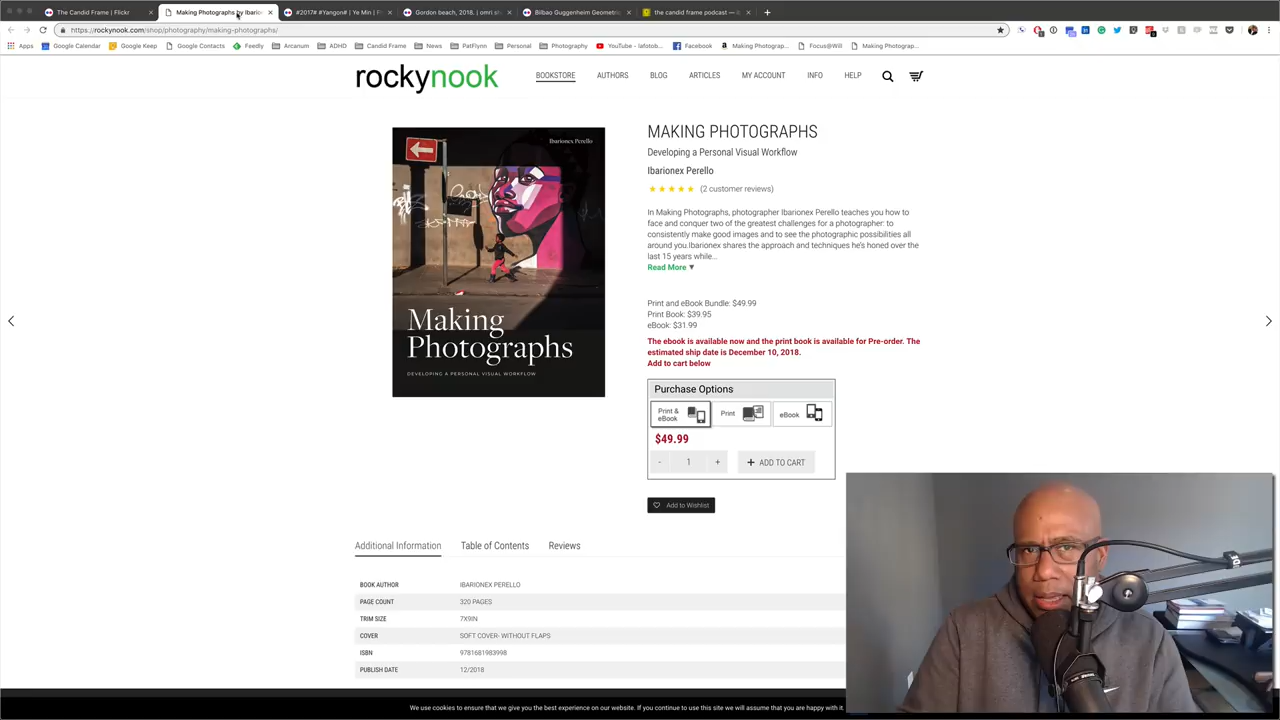 The Candid Frame | Flickr
Making Photographs by Ibario
#2017# #Yangon# | Ye Min | F
Gordon beach, 2018. | omri sh
Bilbao Guggenheim Geometric
the candid frame podcast —
https://rockynook.com/shop/photography/making-photographs/
Apps
Google Calendar
Google Keep
Google Contacts
Feedly
Arcanum
ADHD
Candid Frame
News
PatFlynn
Personal
Photography
YouTube - lafotob...
Facebook
Making Photograp...
Focus@Will
Making Photograp...
rockynook
BOOKSTORE
AUTHORS
BLOG
ARTICLES
MY ACCOUNT
INFO
HELP
Ibarionex Perello
Making
Photographs
DEVELOPING A PERSONAL VISUAL WORKFLOW
MAKING PHOTOGRAPHS
Developing a Personal Visual Workflow
Ibarionex Perello
(2 customer reviews)
In Making Photographs, photographer Ibarionex Perello teaches you how to
face and conquer two of the greatest challenges for a photographer: to
consistently make good images and to see the photographic possibilities all
around you.Ibarionex shares the approach and techniques he's honed over the
last 15 years while...
Read More ▼
Print and eBook Bundle: $49.99
Print Book: $39.95
eBook: $31.99
The ebook is available now and the print book is available for Pre-order. The
estimated ship date is December 10, 2018.
Add to cart below
Purchase Options
Print &
eBook
Print
eBook
$49.99
- 1 +
+ ADD TO CART
Add to Wishlist
Additional Information
Table of Contents
Reviews
BOOK AUTHOR IBARIONEX PERELLO
PAGE COUNT 320 PAGES
TRIM SIZE 7X9IN
COVER SOFT COVER- WITHOUT FLAPS
ISBN 9781681983998
PUBLISH DATE 12/2018
We use cookies to ensure that we give you the best experience on our website. If you continue to use this site we will assume that you are happy with it.